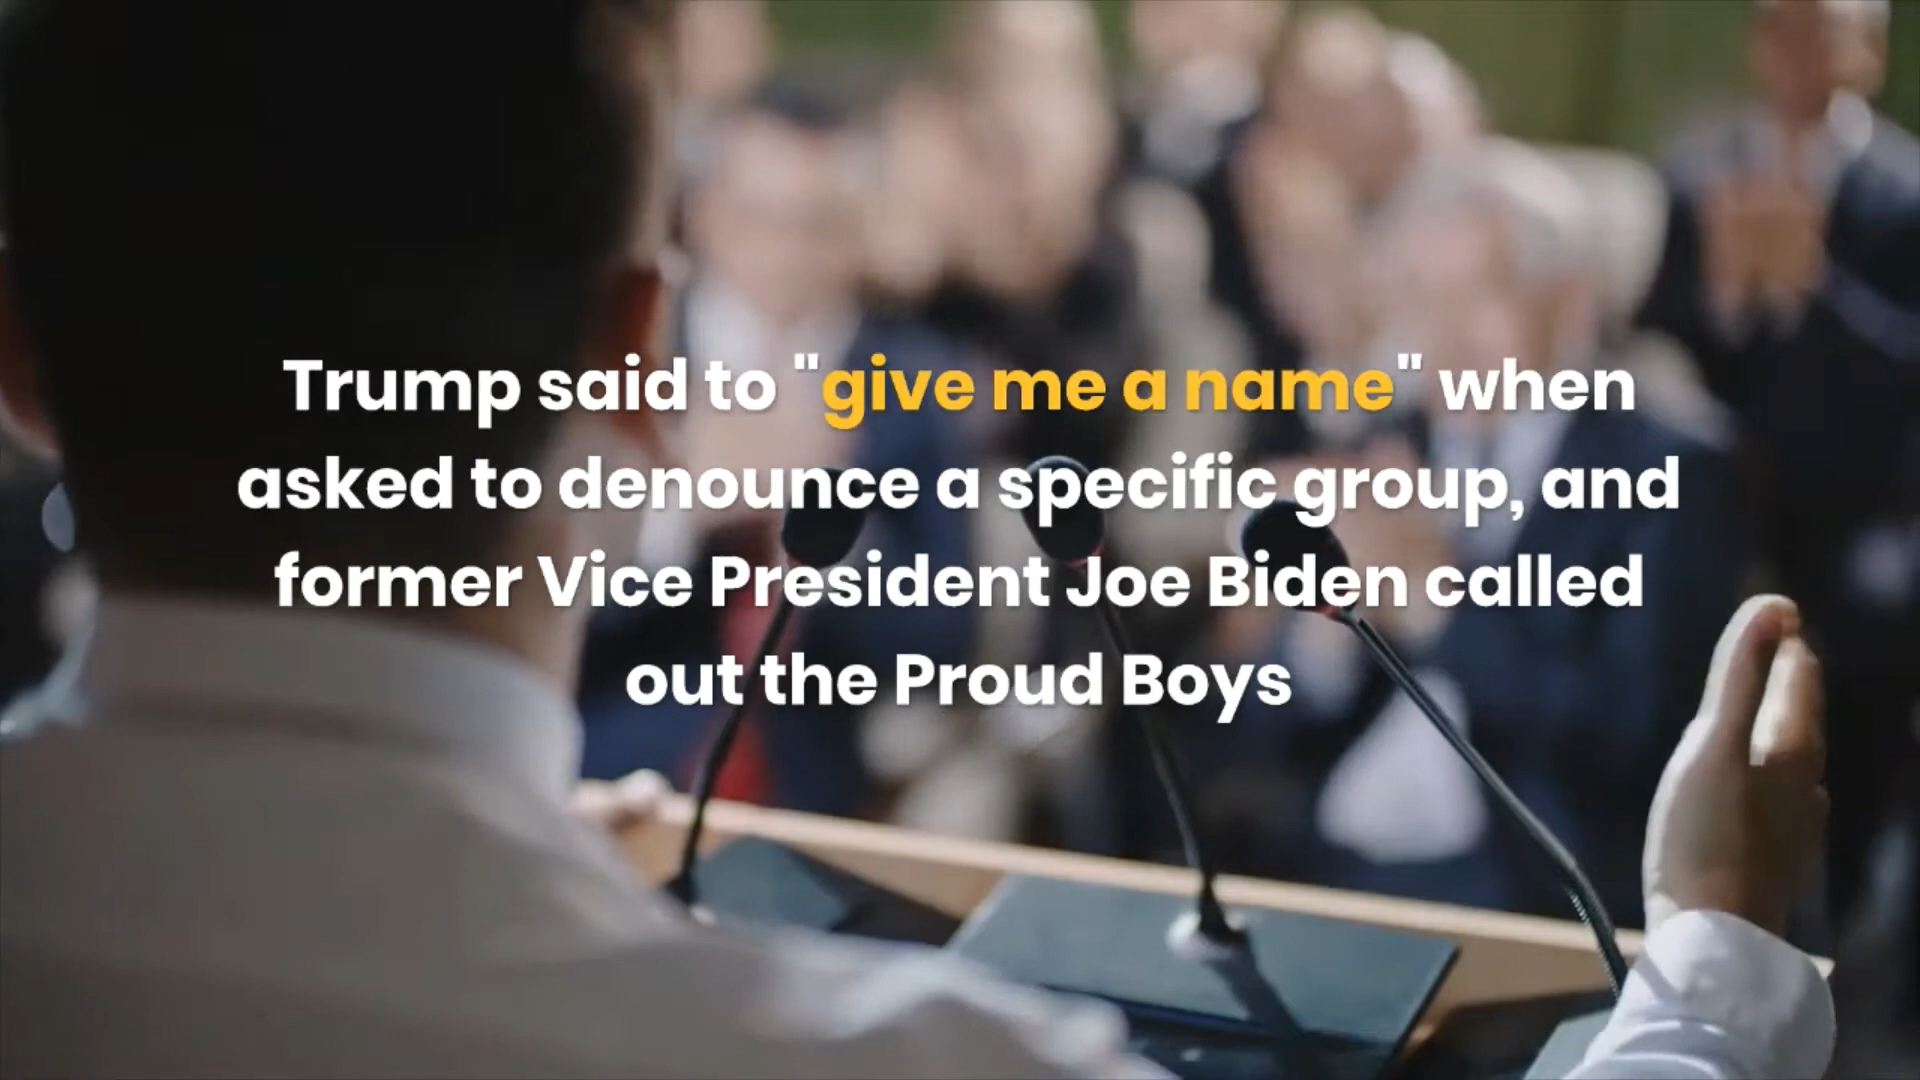 Trump said to "give me a name" when
asked to denounce a specific group, and
former Vice President Joe Biden called
out the Proud Boys